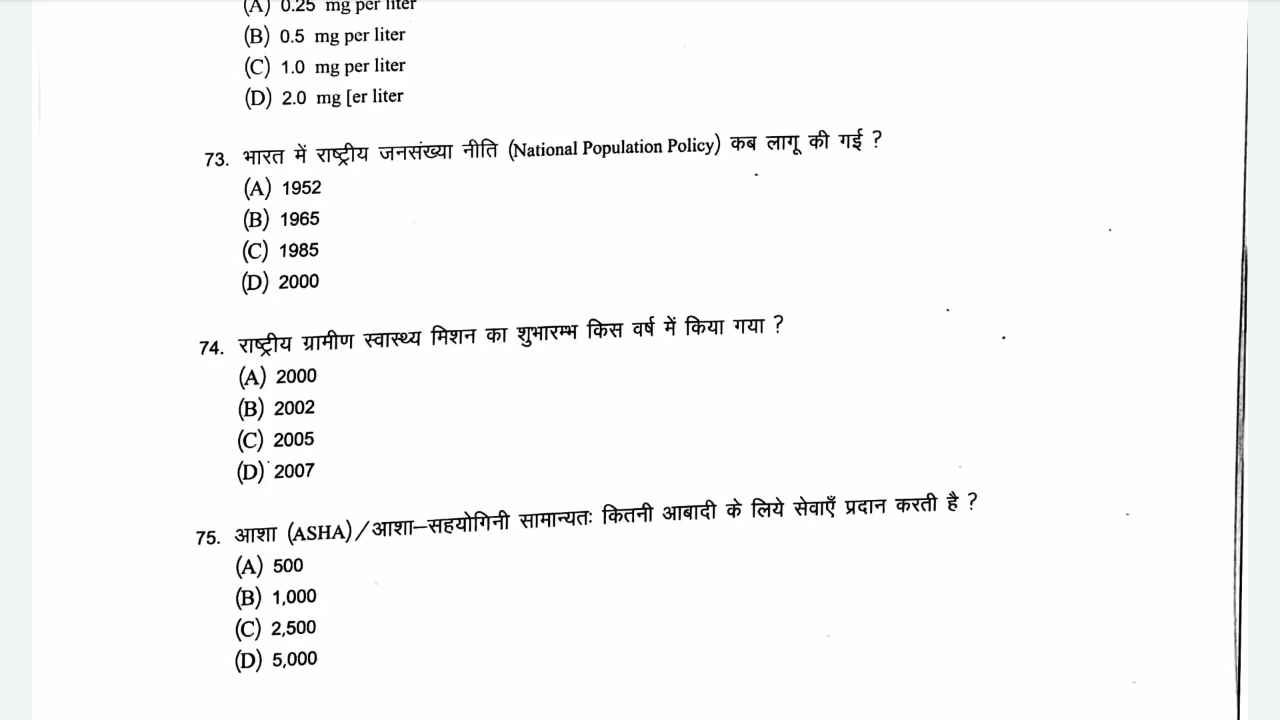 (A) 0.25 mg per liter
(B) 0.5 mg per liter
(C) 1.0 mg per liter
(D) 2.0 mg [er liter
73. भारत में राष्ट्रीय जनसंख्या नीति (National Population Policy) कब लागू की गई ?
(A) 1952
(B) 1965
(C) 1985
(D) 2000
74. राष्ट्रीय ग्रामीण स्वास्थ्य मिशन का शुभारम्भ किस वर्ष में किया गया ?
(A) 2000
(B) 2002
(C) 2005
(D) 2007
75. आशा (ASHA)/आशा–सहयोगिनी सामान्यतः कितनी आबादी के लिये सेवाएँ प्रदान करती है ?
(A) 500
(B) 1,000
(C) 2,500
(D) 5,000